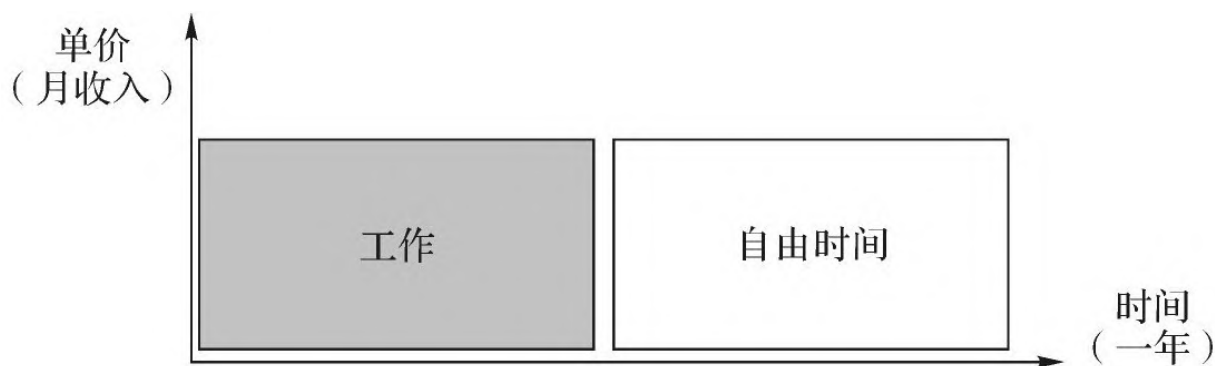 单价
（月收入）
工作
自由时间
时间
（一年）